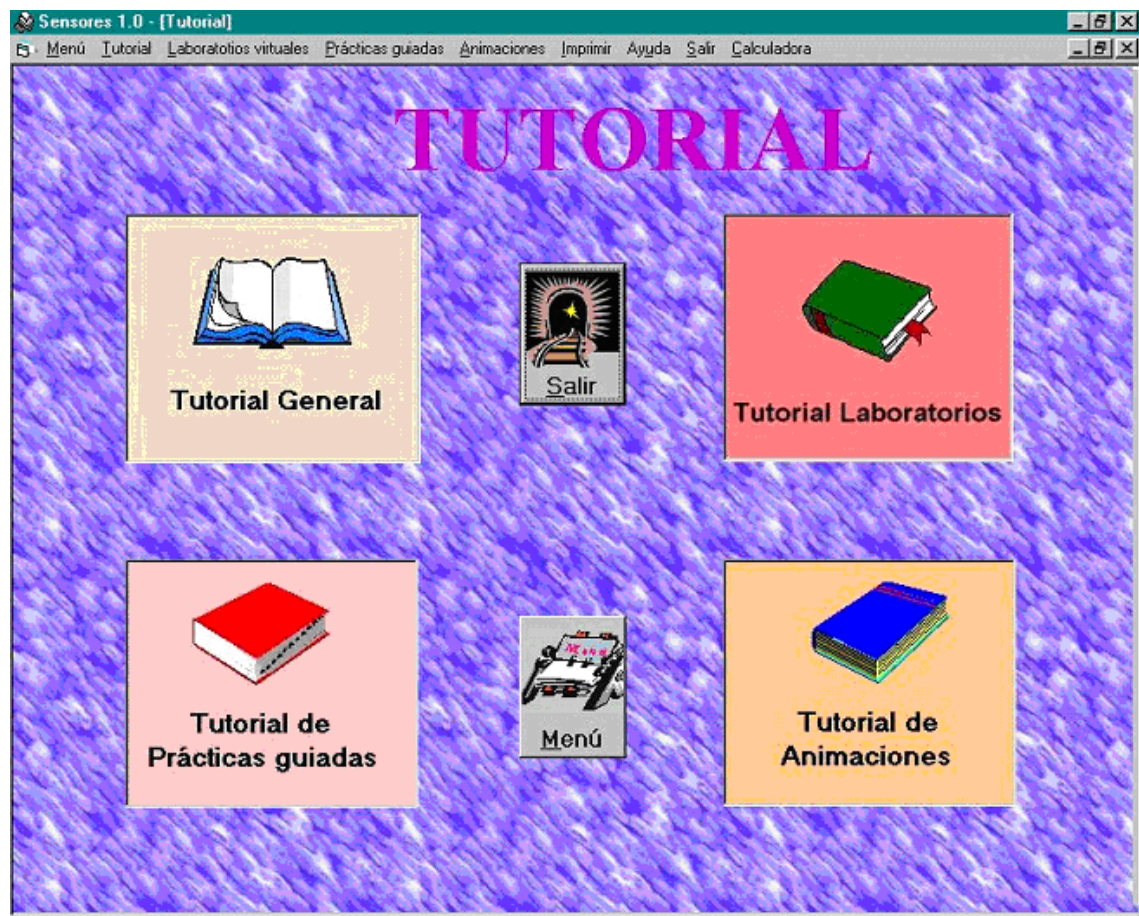 Sensores 1.0 - [Tutorial]
Menú Tutorial Laboratotios virtuales Prácticas guiadas Animaciones Imprimir Ayuda Salir Calculadora
TUTORIAL
Tutorial General
Salir
Tutorial Laboratorios
Tutorial de
Prácticas guiadas
Menú
Tutorial de
Animaciones